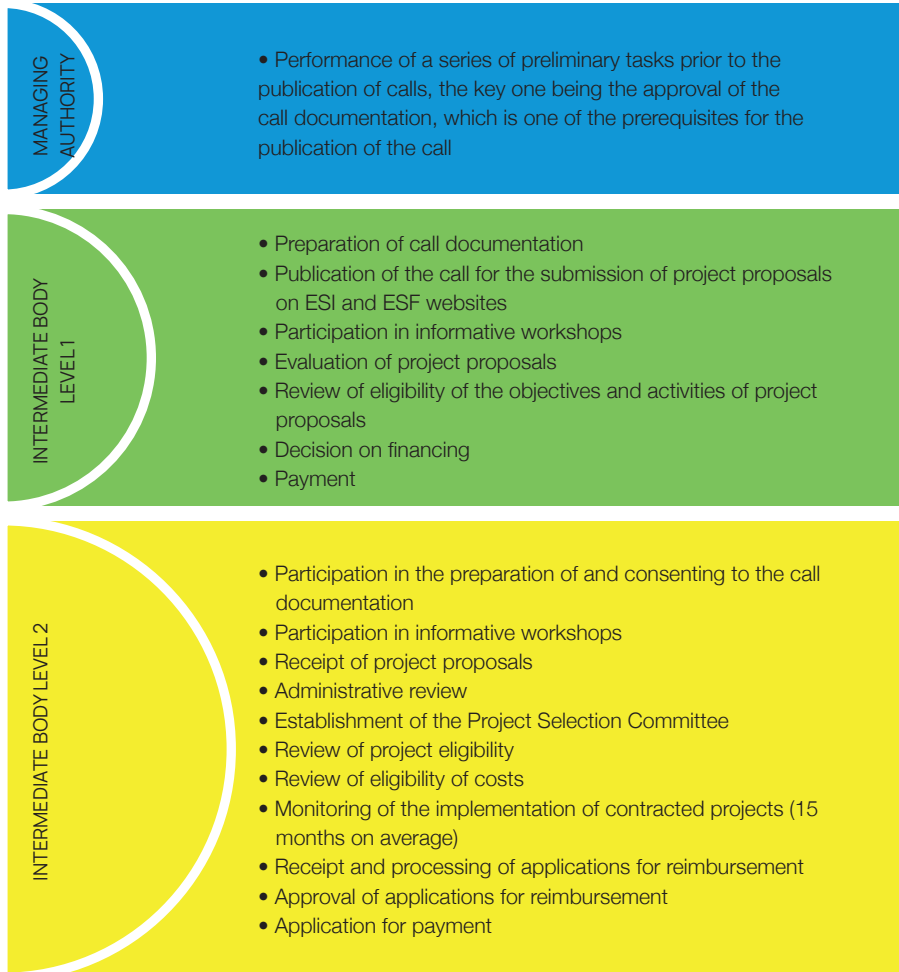 MANAGING
AUTHORITY
• Performance of a series of preliminary tasks prior to the
publication of calls, the key one being the approval of the
call documentation, which is one of the prerequisites for the
publication of the call
INTERMEDIATE BODY
LEVEL1
• Preparation of call documentation
• Publication of the call for the submission of project proposals
on ESI and ESF websites
• Participation in informative workshops
• Evaluation of project proposals
• Review of eligibility of the objectives and activities of project
proposals
• Decision on financing
• Payment
INTERMEDIATE BODY LEVEL 2
• Participation in the preparation of and consenting to the call
documentation
• Participation in informative workshops
• Receipt of project proposals
• Administrative review
• Establishment of the Project Selection Committee
• Review of project eligibility
• Review of eligibility of costs
• Monitoring of the implementation of contracted projects (15
months on average)
• Receipt and processing of applications for reimbursement
• Approval of applications for reimbursement
• Application for payment